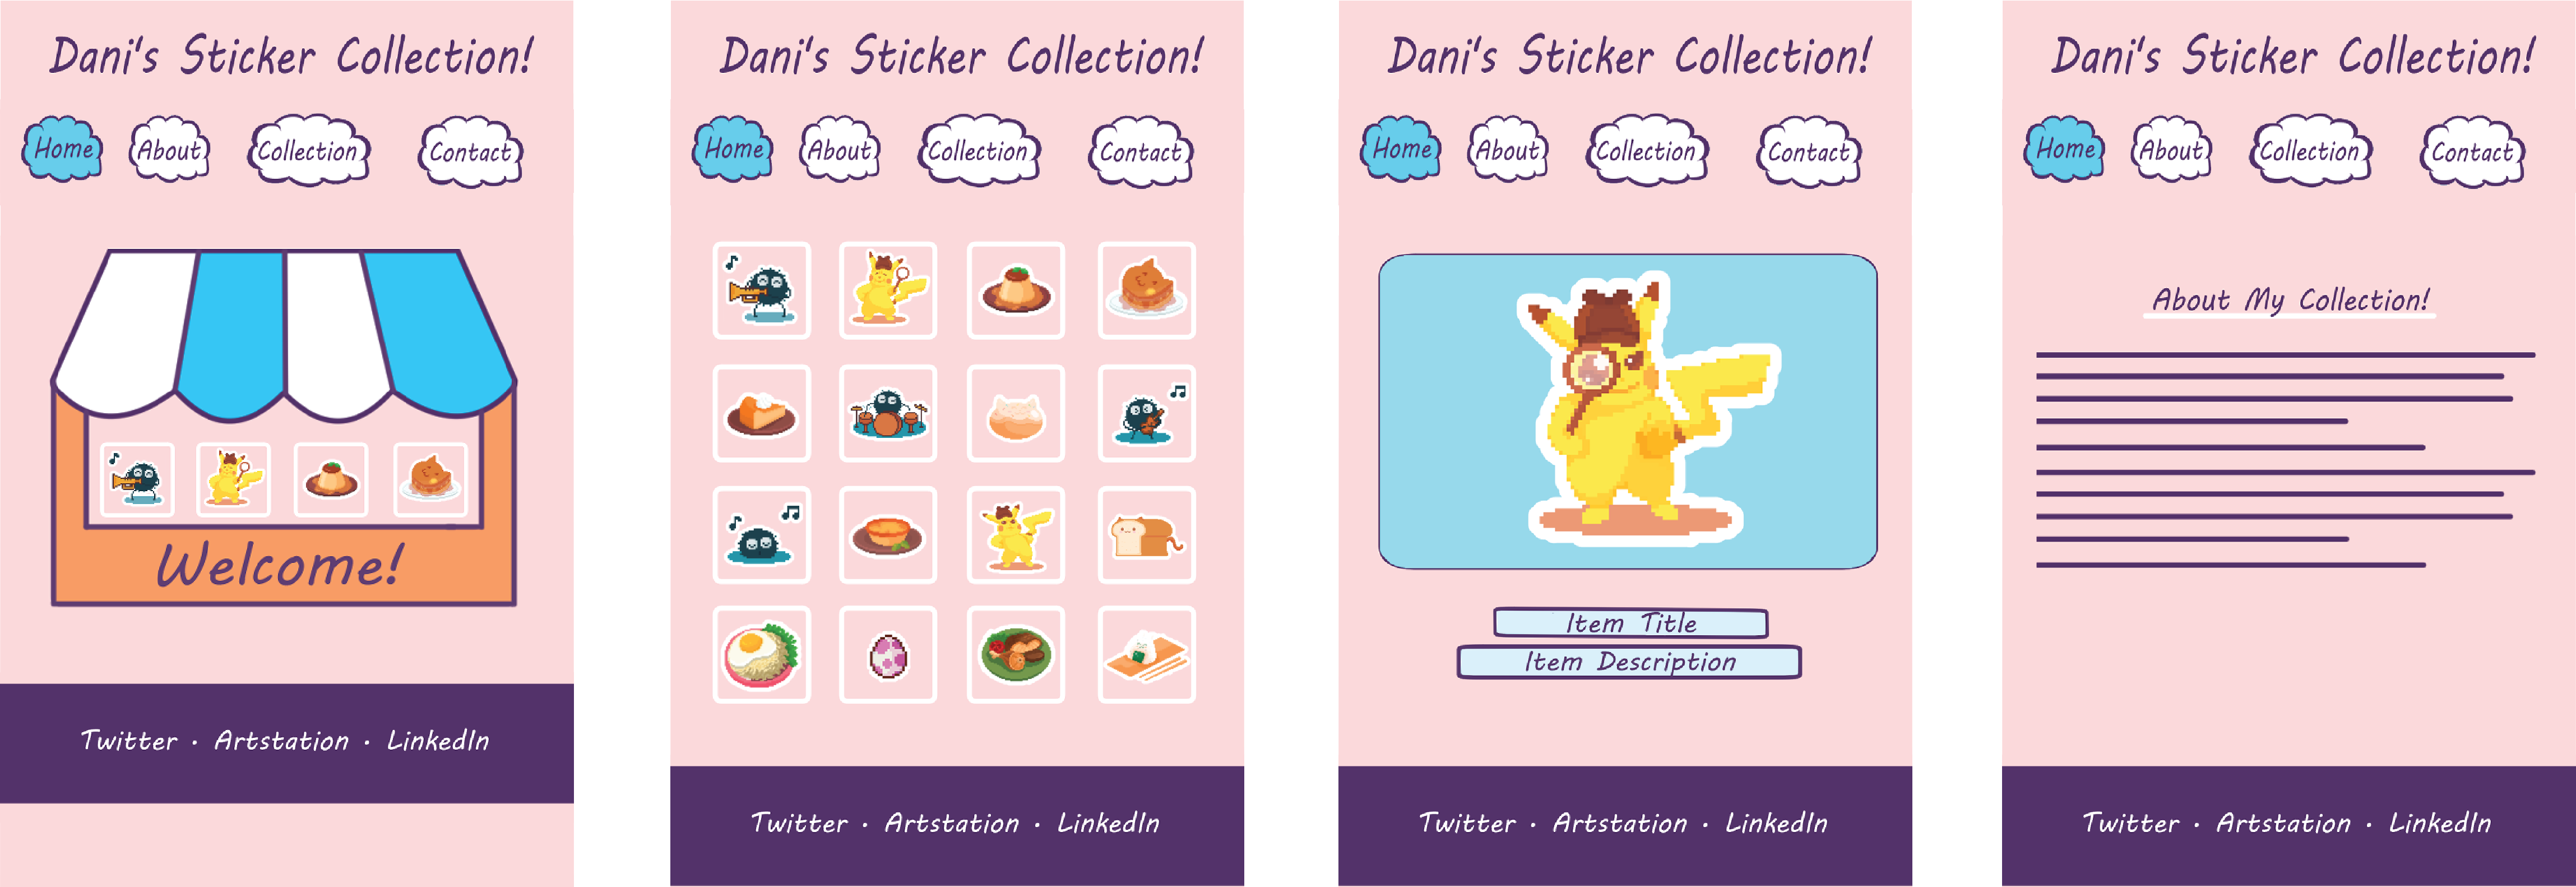 Dani's Sticker Collection!
Home About Collection Contact
Welcome!
Twitter · Artstation · LinkedIn
Dani's Sticker Collection!
Home About Collection Contact
Twitter · Artstation · LinkedIn
Dani's Sticker Collection!
Home About Collection Contact
Item Title
Item Description
Twitter · Artstation · LinkedIn
Dani's Sticker Collection!
Home About Collection Contact
About My Collection!
Twitter · Artstation · LinkedIn